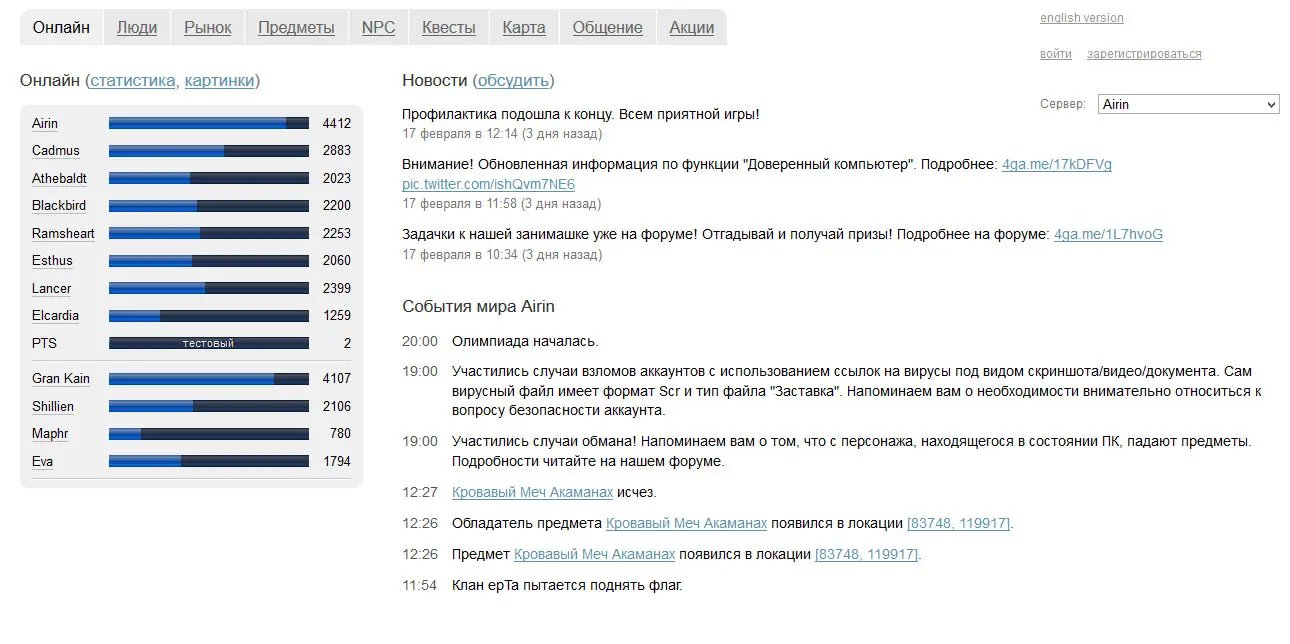 Онлайн Люди Рынок Предметы NPC Квесты Карта Общение Акции
english version
войти зарегистрироваться
Сервер: Airin
Онлайн (статистика, картинки)
Airin 4412
Cadmus 2883
Athebaldt 2023
Blackbird 2200
Ramsheart 2253
Esthus 2060
Lancer 2399
Elcardia 1259
PTS тестовый 2
Gran Kain 4107
Shillien 2106
Maphr 780
Eva 1794
Новости (обсудить)
Профилактика подошла к концу. Всем приятной игры!
17 февраля в 12:14 (3 дня назад)
Внимание! Обновленная информация по функции "Доверенный компьютер". Подробнее: 4ga.me/17kDFVg
pic.twitter.com/ishQvm7NE6
17 февраля в 11:58 (3 дня назад)
Задачки к нашей занимашке уже на форуме! Отгадывай и получай призы! Подробнее на форуме: 4ga.me/1L7hvoG
17 февраля в 10:34 (3 дня назад)
События мира Airin
20:00 Олимпиада началась.
19:00 Участились случаи взломов аккаунтов с использованием ссылок на вирусы под видом скриншота/видео/документа. Сам
вирусный файл имеет формат Scr и тип файла "Заставка". Напоминаем вам о необходимости внимательно относиться к
вопросу безопасности аккаунта.
19:00 Участились случаи обмана! Напоминаем вам о том, что с персонажа, находящегося в состоянии ПК, падают предметы.
Подробности читайте на нашем форуме.
12:27 Кровавый Меч Акаманах исчез.
12:26 Обладатель предмета Кровавый Меч Акаманах появился в локации [83748, 119917].
12:26 Предмет Кровавый Меч Акаманах появился в локации [83748, 119917].
11:54 Клан ерТа пытается поднять флаг.